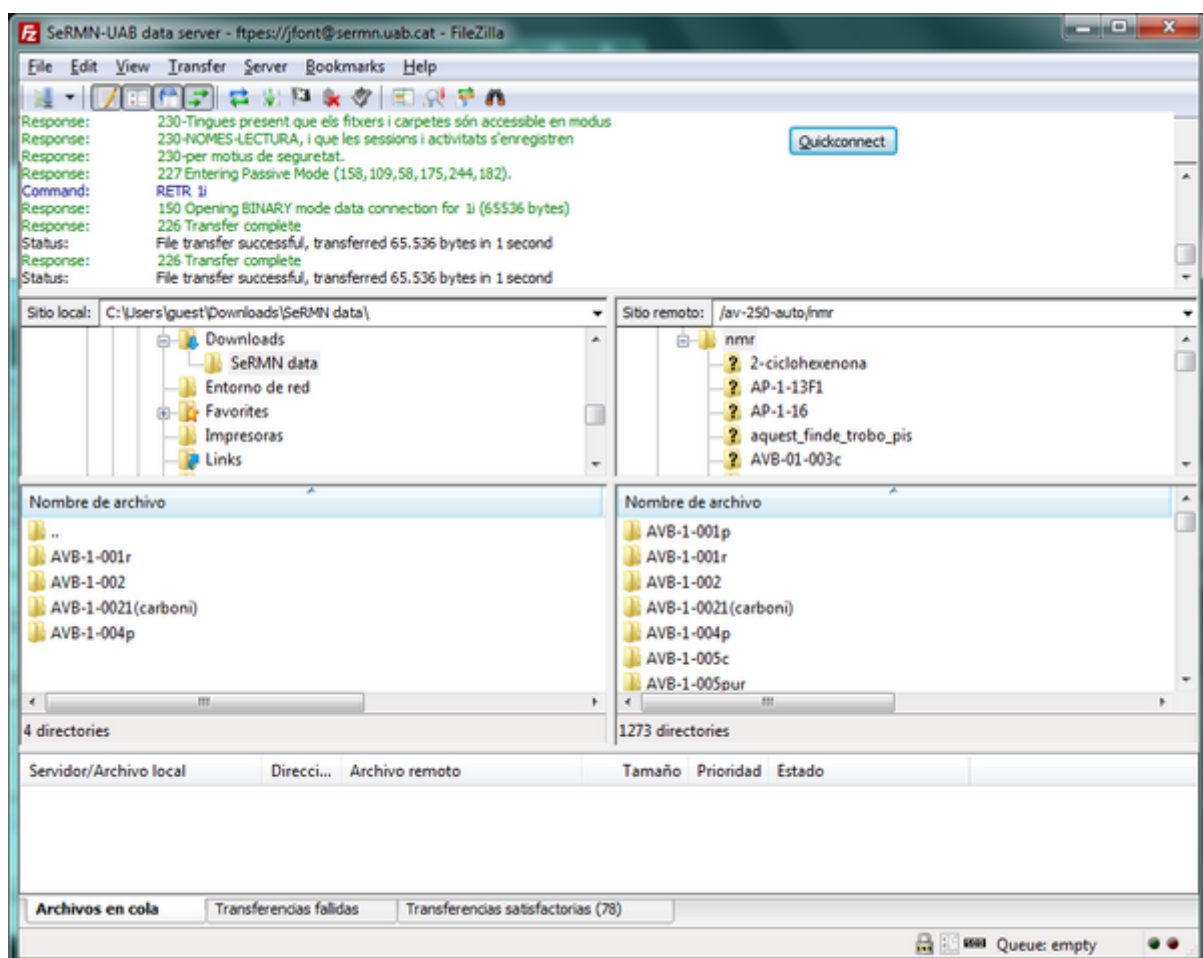 SeRMN-UAB data server - ftpes://jfont@sermn.uab.cat - FileZilla
File Edit View Transfer Server Bookmarks Help
Response: 230-Tingues present que els fitxers i carpetes són accessible en modus
Response: 230-NOMES-LECTURA, i que les sessions i activitats s'enregistren
Response: 230-per motius de seguretat.
Response: 227 Entering Passive Mode (158,109,58,175,244,182).
Command: RETR 1i
Response: 150 Opening BINARY mode data connection for 1i (65536 bytes)
Response: 226 Transfer complete
Status: File transfer successful, transferred 65.536 bytes in 1 second
Response: 226 Transfer complete
Status: File transfer successful, transferred 65.536 bytes in 1 second
Quickconnect
Sitio local: C:\Users\guest\Downloads\SeRMN data\
Downloads
SeRMN data
Entorno de red
Favorites
Impresoras
Links
Sitio remoto: /av-250-auto/nmr
nmr
2-ciclohexenona
AP-1-13F1
AP-1-16
aquest_finde_trobo_pis
AVB-01-003c
Nombre de archivo
..
AVB-1-001r
AVB-1-002
AVB-1-0021(carboni)
AVB-1-004p
4 directories
Nombre de archivo
AVB-1-001p
AVB-1-001r
AVB-1-002
AVB-1-0021(carboni)
AVB-1-004p
AVB-1-005c
AVB-1-005pur
1273 directories
Servidor/Archivo local Direcci... Archivo remoto Tamaño Prioridad Estado
Archivos en cola Transferencias fallidas Transferencias satisfactorias (78)
Queue: empty